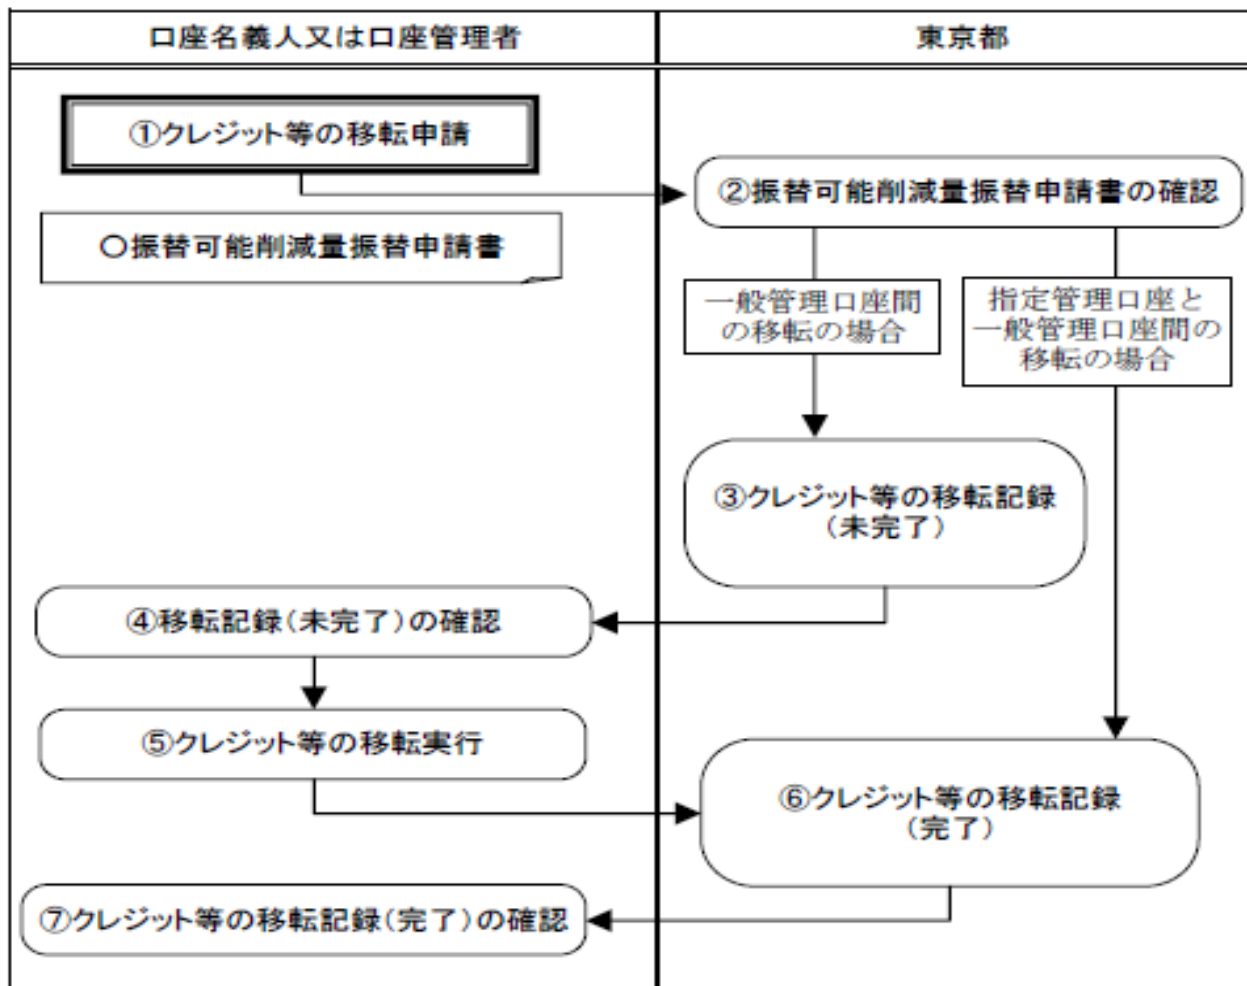 口座名義人又は口座管理者
東京都
①クレジット等の移転申請
②振替可能削減量振替申請書の確認
〇振替可能削減量振替申請書
一般管理口座間
の移転の場合
指定管理口座と
一般管理口座間の
移転の場合
③クレジット等の移転記録
(未完了)
④移転記録(未完了)の確認
⑤クレジット等の移転実行
⑥クレジット等の移転記録
(完了)
⑦クレジット等の移転記録(完了)の確認